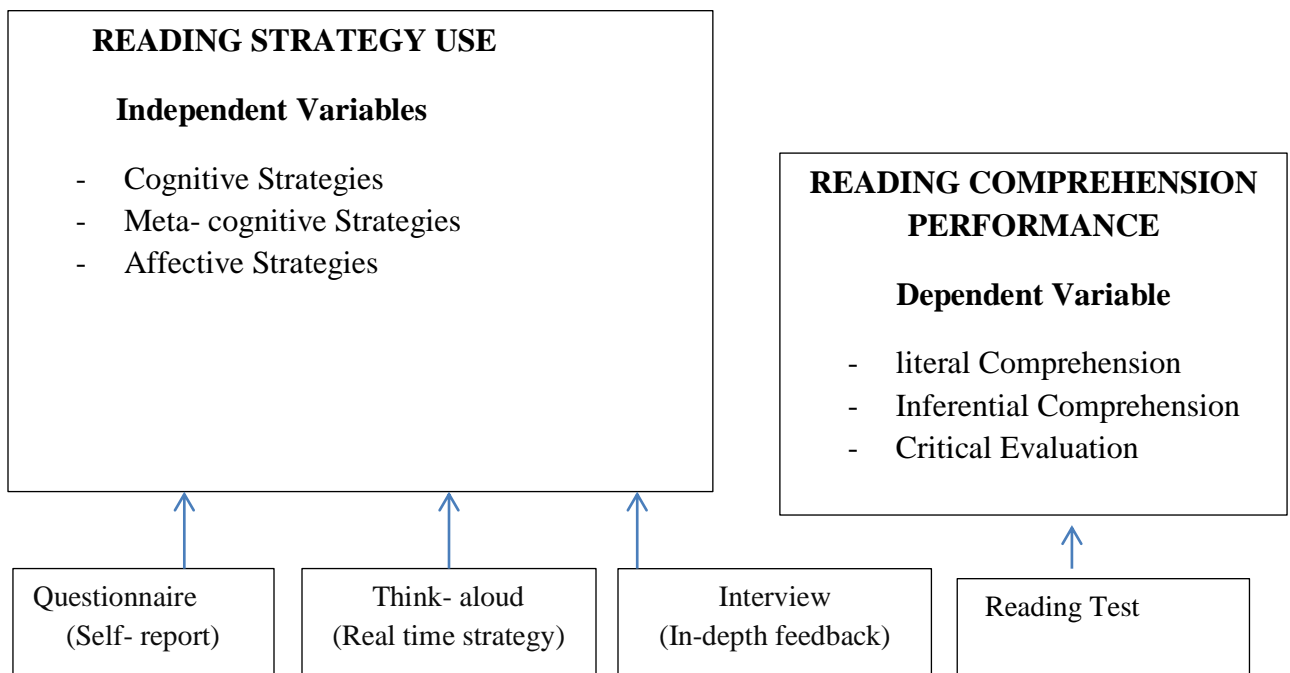 READING STRATEGY USE
Independent Variables
- Cognitive Strategies
- Meta- cognitive Strategies
- Affective Strategies
READING COMPREHENSION
PERFORMANCE
Dependent Variable
- literal Comprehension
- Inferential Comprehension
- Critical Evaluation
Questionnaire
(Self- report)
Think- aloud
(Real time strategy)
Interview
(In-depth feedback)
Reading Test